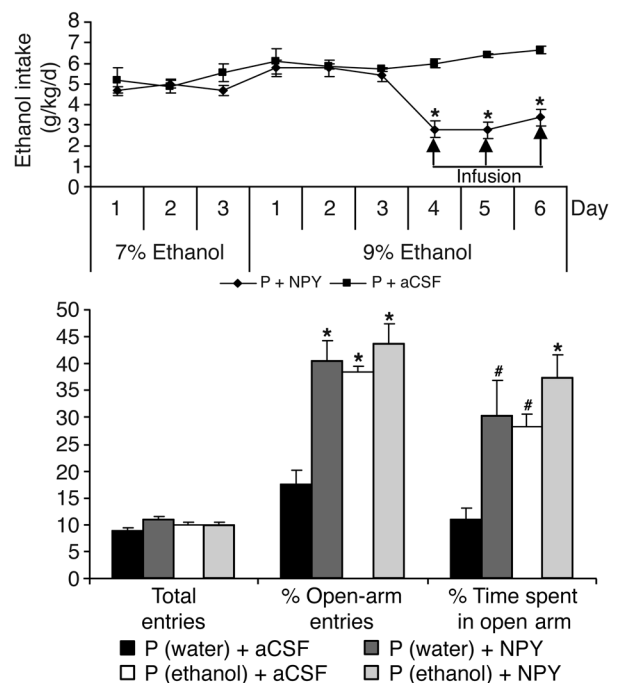 Ethanol intake
(g/kg/d)
8
7
6
5
4
3
2
1
0
* * *
Infusion
1 2 3 1 2 3 4 5 6 Day
7% Ethanol 9% Ethanol
P + NPY P + aCSF
50
45
40
35
30
25
20
15
10
5
0
* * * # # *
Total
entries
% Open-arm
entries
% Time spent
in open arm
P (water) + aCSF P (water) + NPY
P (ethanol) + aCSF P (ethanol) + NPY